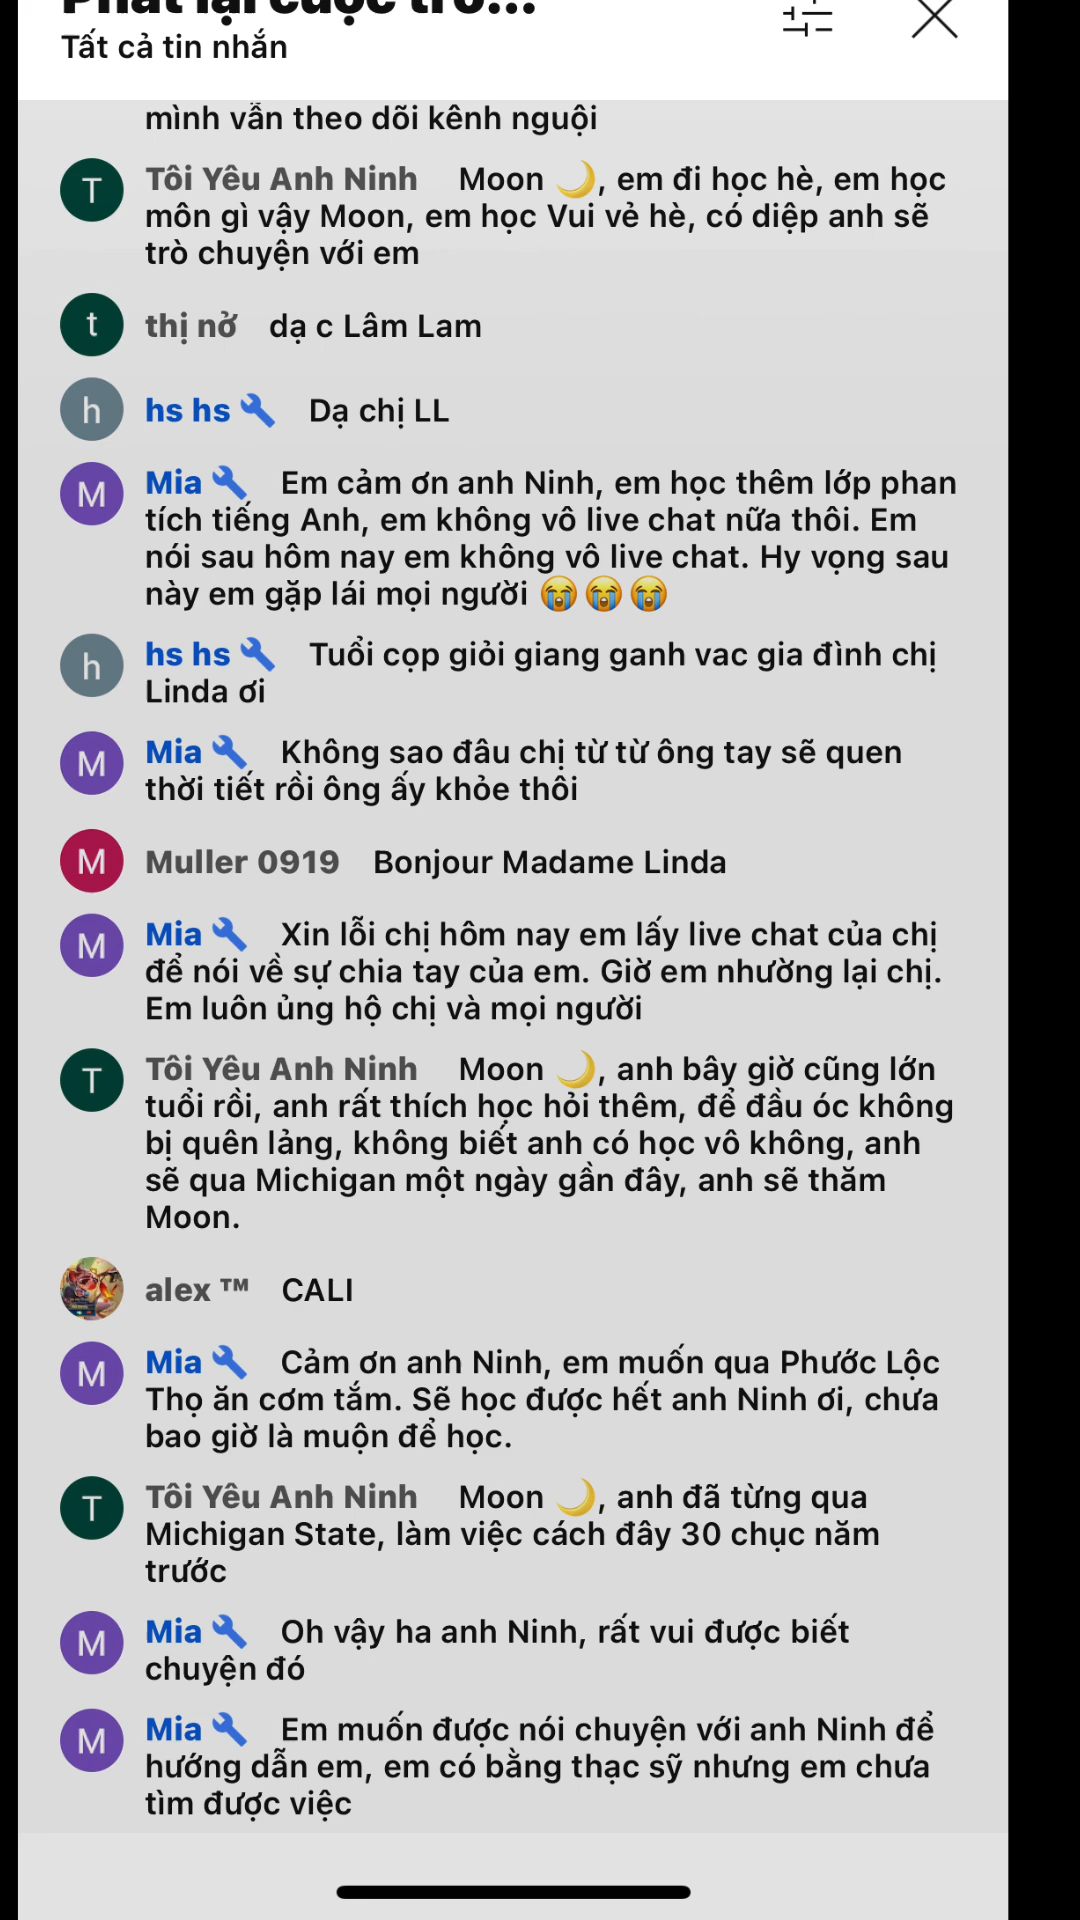 Phát lại cuộc trò...
Tất cả tin nhắn
mình vẫn theo dõi kênh nguội
T Tôi Yêu Anh Ninh Moon 🌙, em đi học hè, em học
môn gì vậy Moon, em học Vui vẻ hè, có diệp anh sẽ
trò chuyện với em
t thị nở dạ c Lâm Lam
h hs hs 🔧 Dạ chị LL
M Mia 🔧 Em cảm ơn anh Ninh, em học thêm lớp phan
tích tiếng Anh, em không vô live chat nữa thôi. Em
nói sau hôm nay em không vô live chat. Hy vọng sau
này em gặp lái mọi người 😭😭😭
h hs hs 🔧 Tuổi cọp giỏi giang ganh vac gia đình chị
Linda ơi
M Mia 🔧 Không sao đâu chị từ từ ông tay sẽ quen
thời tiết rồi ông ấy khỏe thôi
M Muller 0919 Bonjour Madame Linda
M Mia 🔧 Xin lỗi chị hôm nay em lấy live chat của chị
để nói về sự chia tay của em. Giờ em nhường lại chị.
Em luôn ủng hộ chị và mọi người
T Tôi Yêu Anh Ninh Moon 🌙, anh bây giờ cũng lớn
tuổi rồi, anh rất thích học hỏi thêm, để đầu óc không
bị quên lảng, không biết anh có học vô không, anh
sẽ qua Michigan một ngày gần đây, anh sẽ thăm
Moon.
alex ™ CALI
M Mia 🔧 Cảm ơn anh Ninh, em muốn qua Phước Lộc
Thọ ăn cơm tắm. Sẽ học được hết anh Ninh ơi, chưa
bao giờ là muộn để học.
T Tôi Yêu Anh Ninh Moon 🌙, anh đã từng qua
Michigan State, làm việc cách đây 30 chục năm
trước
M Mia 🔧 Oh vậy ha anh Ninh, rất vui được biết
chuyện đó
M Mia 🔧 Em muốn được nói chuyện với anh Ninh để
hướng dẫn em, em có bằng thạc sỹ nhưng em chưa
tìm được việc